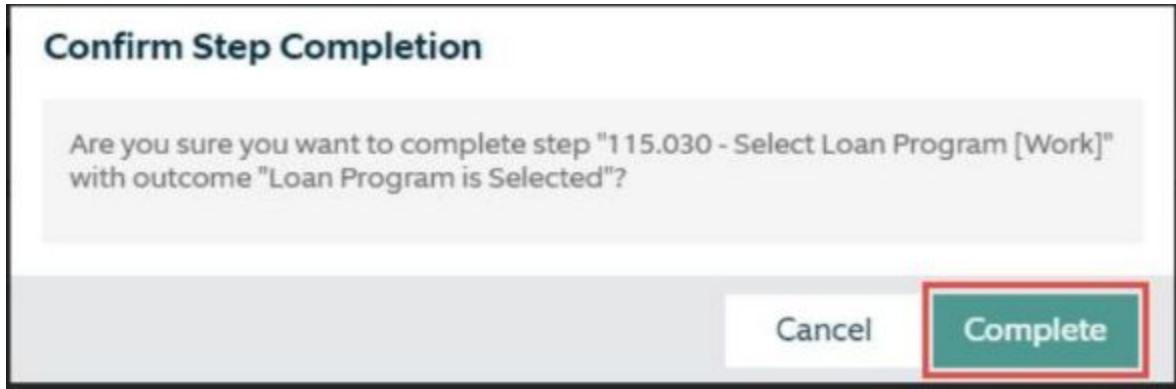 Confirm Step Completion
Are you sure you want to complete step "115.030 - Select Loan Program [Work]"
with outcome "Loan Program is Selected"?
Cancel
Complete